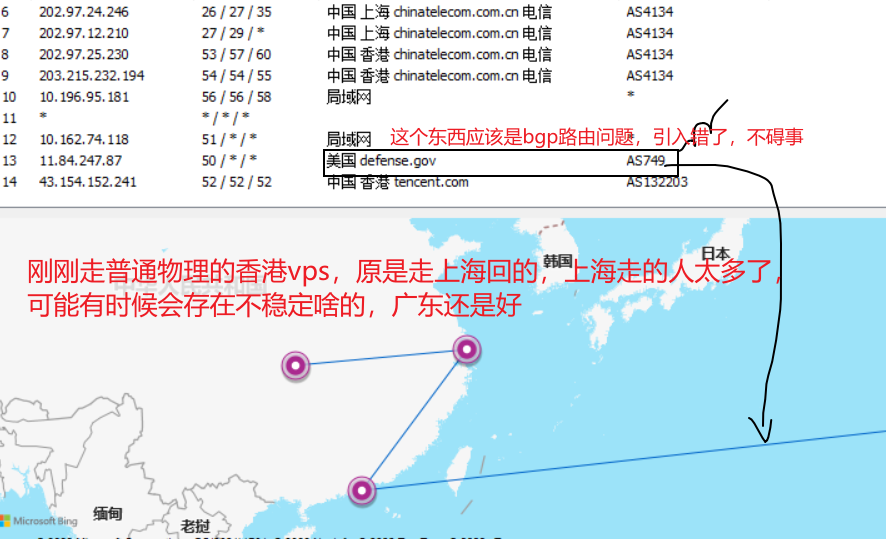 6 202.97.24.246 26 / 27 / 35 中国 上海 chinatelecom.com.cn 电信 AS4134
7 202.97.12.210 27 / 29 / * 中国 上海 chinatelecom.com.cn 电信 AS4134
8 202.97.25.230 53 / 57 / 60 中国 香港 chinatelecom.com.cn 电信 AS4134
9 203.215.232.194 54 / 54 / 55 中国 香港 chinatelecom.com.cn 电信 AS4134
10 10.196.95.181 56 / 56 / 58 局域网 *
11 * * / * / *
12 10.162.74.118 51 / * / * 局域网 *
这个东西应该是bgp路由问题，引入错了，不碍事
13 11.84.247.87 50 / * / * 美国 defense.gov AS749
14 43.154.152.241 52 / 52 / 52 中国 香港 tencent.com AS132203
韩国
日本
刚刚走普通物理的香港vps，原是走上海回的，上海走的人太多了，
可能有时候会存在不稳定啥的，广东还是好
缅甸
老挝
Microsoft Bing